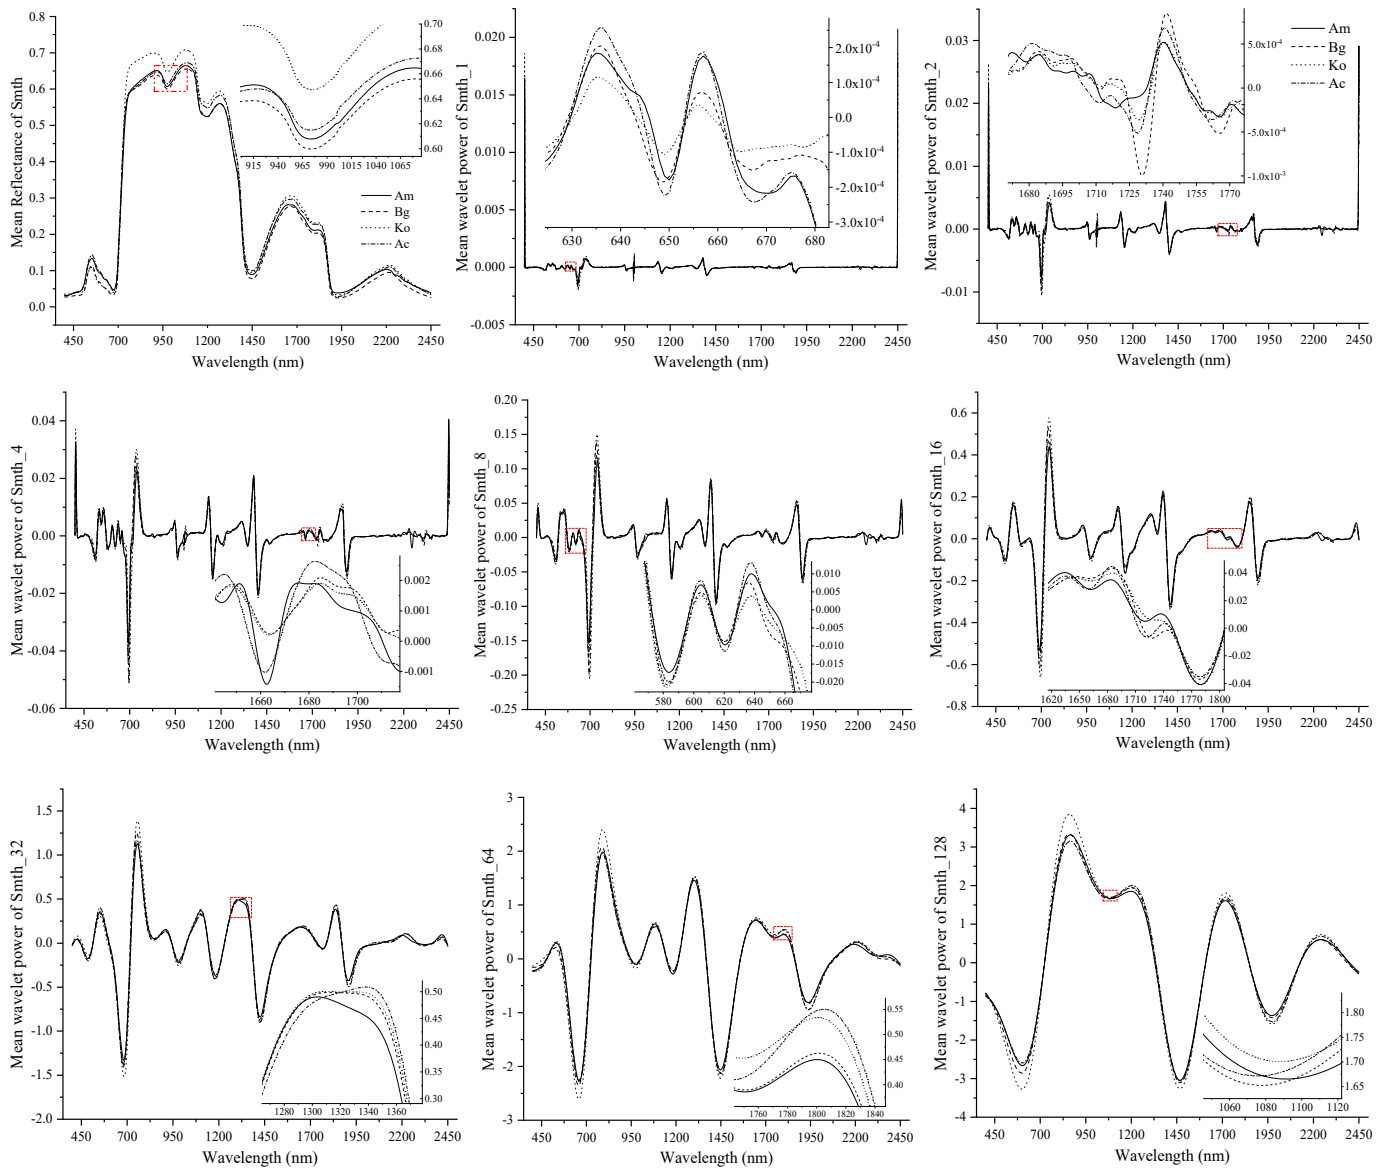 0.8
0.7
0.6
0.5
0.4
0.3
0.2
0.1
0.0
Mean Reflectance of Smth
450 700 950 1200 1450 1700 1950 2200 2450
Wavelength (nm)
0.70
0.68
0.66
0.64
0.62
0.60
915 940 965 990 1015 1040 1065
Am
Bg
Ko
Ac
0.020
0.015
0.010
0.005
0.000
-0.005
Mean wavelet power of Smth_1
450 700 950 1200 1450 1700 1950 2200 2450
Wavelength (nm)
2.0x10-4
1.0x10-4
0.0
-1.0x10-4
-2.0x10-4
-3.0x10-4
630 640 650 660 670 680
0.03
0.02
0.01
0.00
-0.01
Mean wavelet power of Smth_2
450 700 950 1200 1450 1700 1950 2200 2450
Wavelength (nm)
5.0x10-4
0.0
-5.0x10-4
-1.0x10-3
1680 1695 1710 1725 1740 1755 1770
Am
Bg
Ko
Ac
0.04
0.02
0.00
-0.02
-0.04
-0.06
Mean wavelet power of Smth_4
450 700 950 1200 1450 1700 1950 2200 2450
Wavelength (nm)
0.002
0.001
0.000
-0.001
1660 1680 1700
0.20
0.15
0.10
0.05
0.00
-0.05
-0.10
-0.15
-0.20
-0.25
Mean wavelet power of Smth_8
450 700 950 1200 1450 1700 1950 2200 2450
Wavelength (nm)
0.010
0.005
0.000
-0.005
-0.010
-0.015
-0.020
580 600 620 640 660
0.6
0.4
0.2
0.0
-0.2
-0.4
-0.6
-0.8
Mean wavelet power of Smth_16
450 700 950 1200 1450 1700 1950 2200 2450
Wavelength (nm)
0.04
0.02
0.00
-0.02
-0.04
1620 1650 1680 1710 1740 1770 1800
1.5
1.0
0.5
0.0
-0.5
-1.0
-1.5
-2.0
Mean wavelet power of Smth_32
450 700 950 1200 1450 1700 1950 2200 2450
Wavelength (nm)
0.50
0.45
0.40
0.35
0.30
1280 1300 1320 1340 1360
3
2
1
0
-1
-2
-3
Mean wavelet power of Smth_64
450 700 950 1200 1450 1700 1950 2200 2450
Wavelength (nm)
0.55
0.50
0.45
0.40
1760 1780 1800 1820 1840
4
3
2
1
0
-1
-2
-3
-4
Mean wavelet power of Smth_128
450 700 950 1200 1450 1700 1950 2200 2450
Wavelength (nm)
1.80
1.75
1.70
1.65
1060 1080 1100 1120